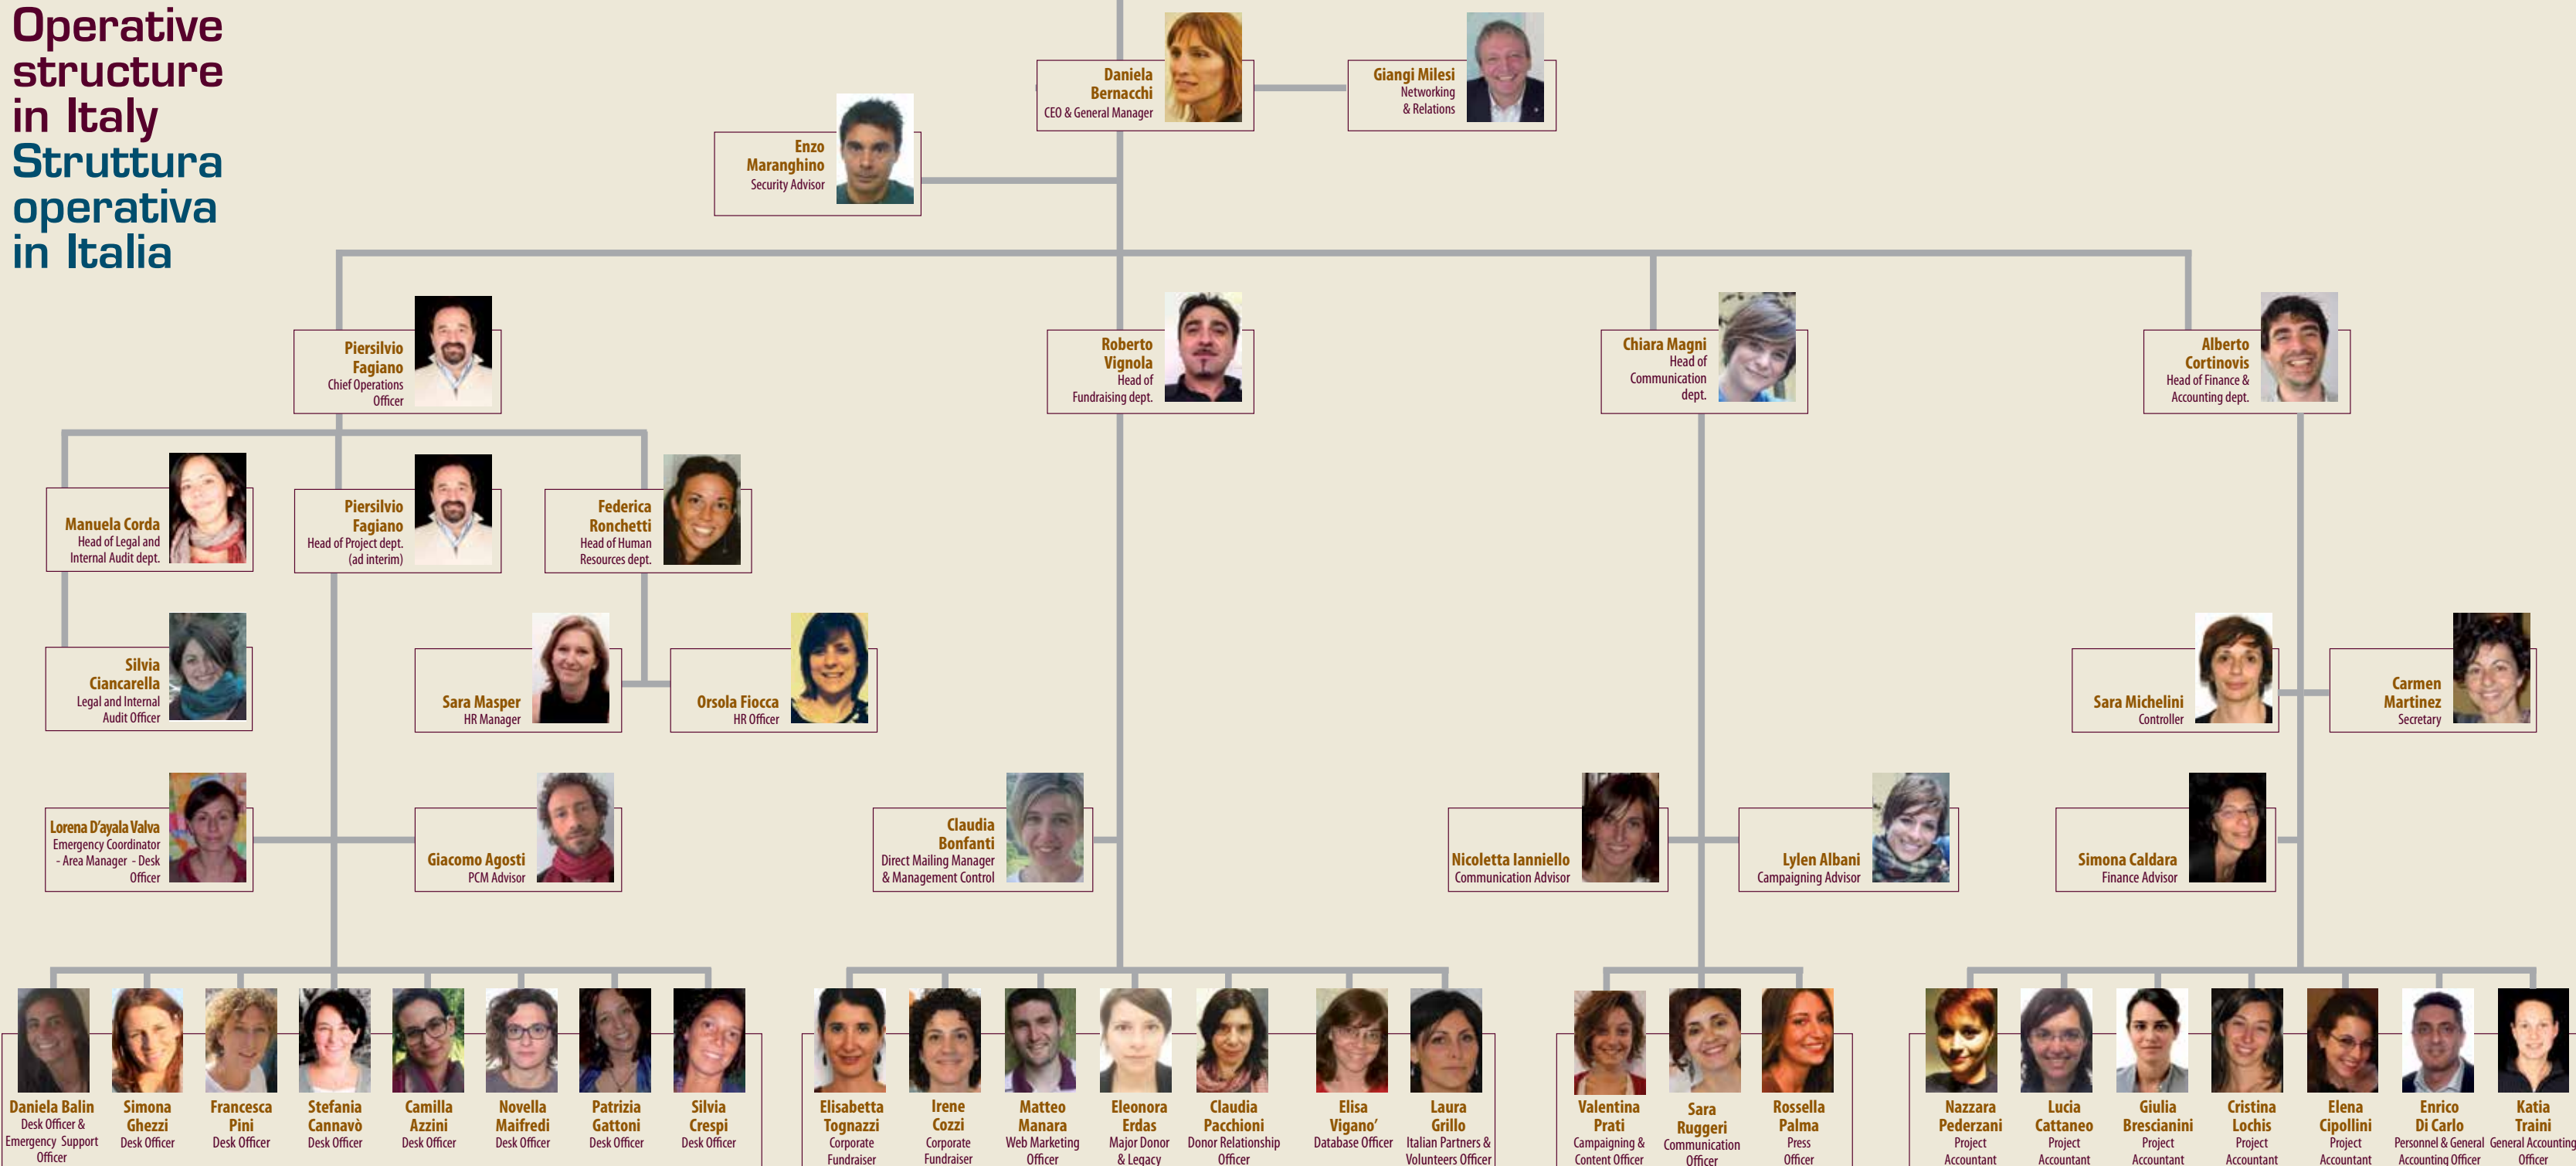 Operative
structure
in Italy
Struttura
operativa
in Italia
Daniela
Bernacchi
CEO & General Manager
Giangi Milesi
Networking
& Relations
Enzo
Maranghino
Security Advisor
Piersilvio
Fagiano
Chief Operations
Officer
Roberto
Vignola
Head of
Fundraising dept.
Chiara Magni
Head of
Communication
dept.
Alberto
Cortinovis
Head of Finance &
Accounting dept.
Manuela Corda
Head of Legal and
Internal Audit dept.
Piersilvio
Fagiano
Head of Project dept.
(ad interim)
Federica
Ronchetti
Head of Human
Resources dept.
Silvia
Ciancarella
Legal and Internal
Audit Officer
Sara Masper
HR Manager
Orsola Fiocca
HR Officer
Sara Michelini
Controller
Carmen
Martinez
Secretary
Lorena D'ayala Valva
Emergency Coordinator
- Area Manager - Desk
Officer
Giacomo Agosti
PCM Advisor
Claudia
Bonfanti
Direct Mailing Manager
& Management Control
Nicoletta Ianniello
Communication Advisor
Lylen Albani
Campaigning Advisor
Simona Caldara
Finance Advisor
Daniela Balin
Desk Officer &
Emergency Support
Officer
Simona
Ghezzi
Desk Officer
Francesca
Pini
Desk Officer
Stefania
Cannavò
Desk Officer
Camilla
Azzini
Desk Officer
Novella
Maifredi
Desk Officer
Patrizia
Gattoni
Desk Officer
Silvia
Crespi
Desk Officer
Elisabetta
Tognazzi
Corporate
Fundraiser
Irene
Cozzi
Corporate
Fundraiser
Matteo
Manara
Web Marketing
Officer
Eleonora
Erdas
Major Donor
& Legacy
Claudia
Pacchioni
Donor Relationship
Officer
Elisa
Vigano'
Database Officer
Laura
Grillo
Italian Partners &
Volunteers Officer
Valentina
Prati
Campaigning &
Content Officer
Sara
Ruggeri
Communication
Officer
Rossella
Palma
Press
Officer
Nazzara
Pederzani
Project
Accountant
Lucia
Cattaneo
Project
Accountant
Giulia
Brescianini
Project
Accountant
Cristina
Lochis
Project
Accountant
Elena
Cipollini
Project
Accountant
Enrico
Di Carlo
Personnel & General
Accounting Officer
Katia
Traini
General Accounting
Officer